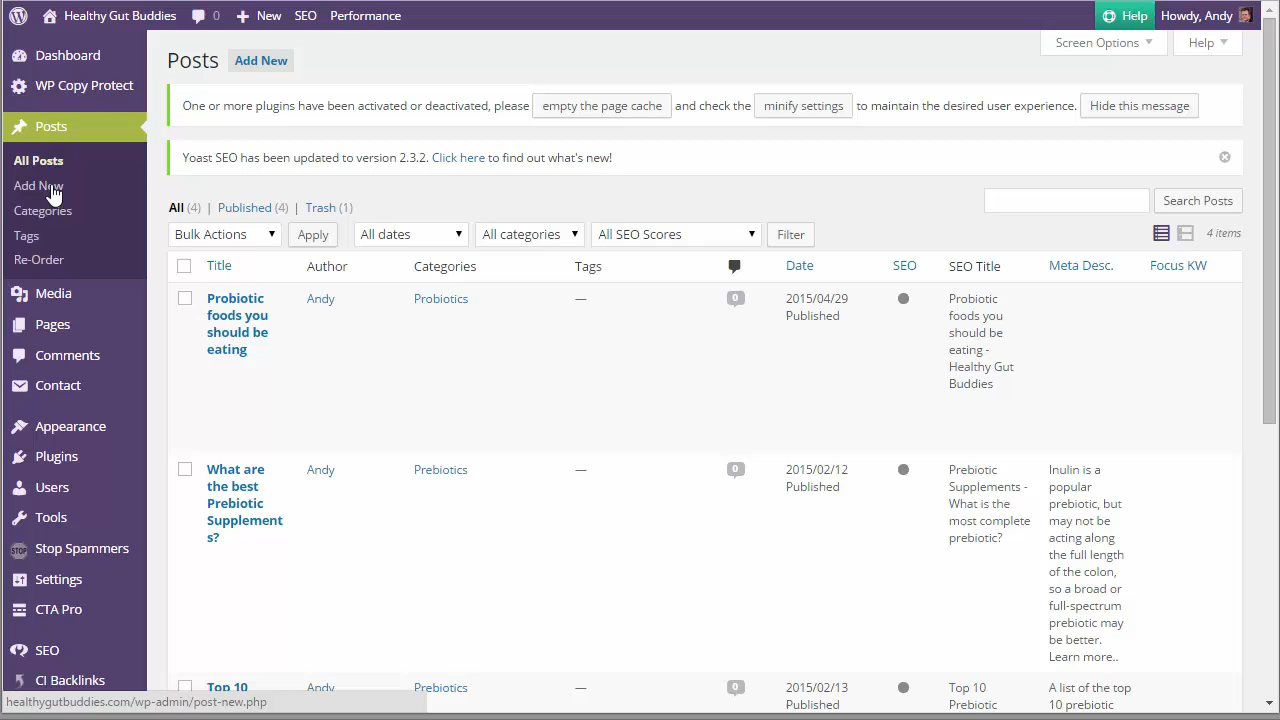 Healthy Gut Buddies 0 New SEO Performance Help Howdy, Andy
Dashboard
WP Copy Protect
Posts
All Posts
Add New
Categories
Tags
Re-Order
Media
Pages
Comments
Contact
Appearance
Plugins
Users
Tools
STOP Stop Spammers
Settings
CTA Pro
SEO
CI Backlinks
Screen Options Help
Posts Add New
One or more plugins have been activated or deactivated, please empty the page cache and check the minify settings to maintain the desired user experience. Hide this message
Yoast SEO has been updated to version 2.3.2. Click here to find out what's new!
All (4) | Published (4) | Trash (1)
Search Posts
Bulk Actions Apply All dates All categories All SEO Scores Filter 4 items
Title Author Categories Tags Date SEO SEO Title Meta Desc. Focus KW
Probiotic
foods you
should be
eating
Andy
Probiotics
—
0
2015/04/29
Published
Probiotic
foods you
should be
eating -
Healthy Gut
Buddies
What are
the best
Prebiotic
Supplement
s?
Andy
Prebiotics
—
0
2015/02/12
Published
Prebiotic
Supplements -
What is the
most complete
prebiotic?
Inulin is a
popular
prebiotic, but
may not be
acting along
the full length
of the colon,
so a broad or
full-spectrum
prebiotic may
be better.
Learn more..
Top 10
Andy
Prebiotics
—
0
2015/02/13
Published
Top 10
Prebiotic
A list of the top
10 prebiotic
healthygutbuddies.com/wp-admin/post-new.php